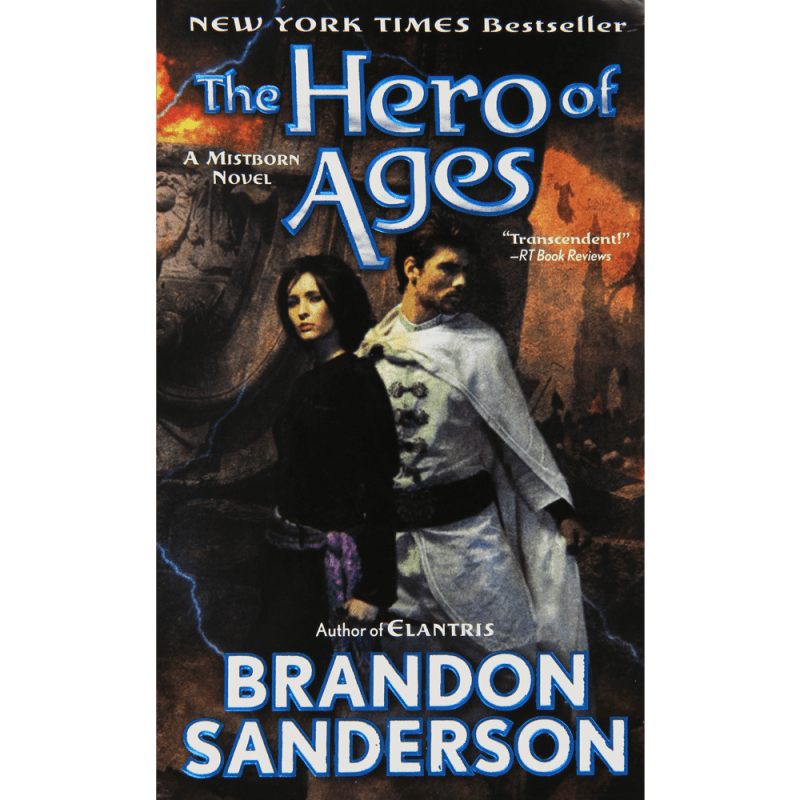 NEW YORK TIMES Bestseller
The Hero of
Ages
A Mistborn
Novel
“Transcendent!”
—RT Book Reviews
Author of ELANTRIS
BRANDON
SANDERSON